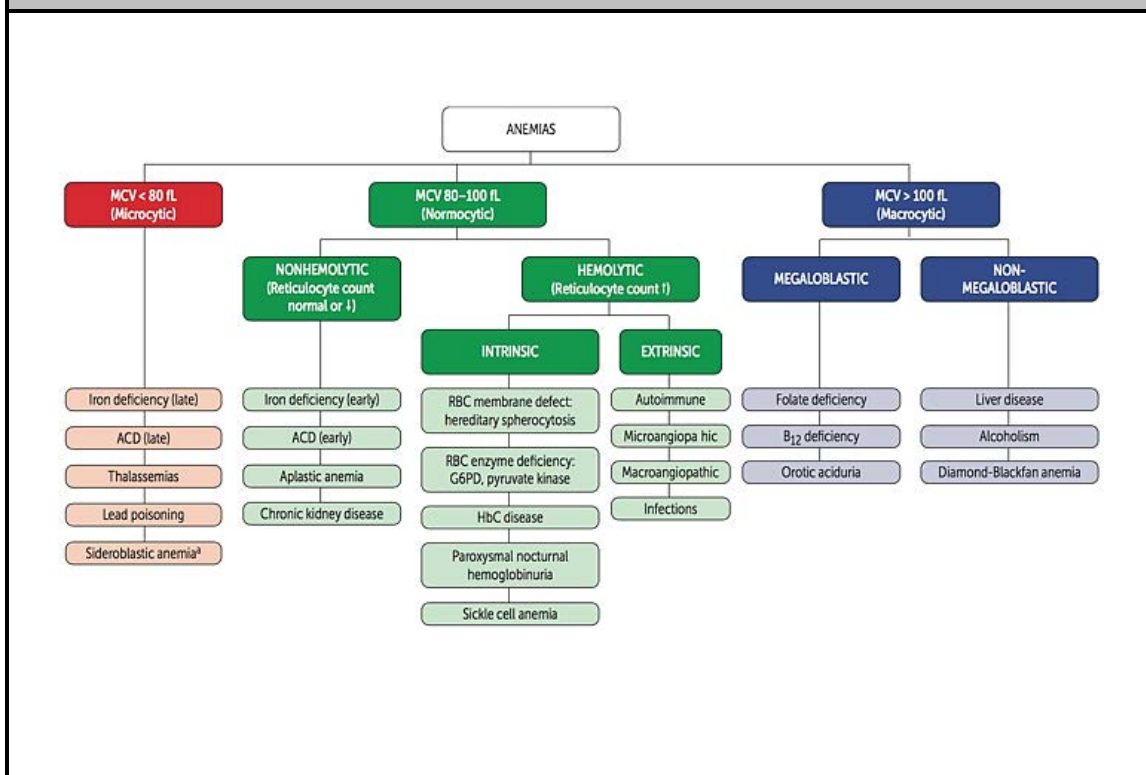 ANEMIAS
MCV < 80 fL
(Microcytic)
MCV 80–100 fL
(Normocytic)
MCV > 100 fL
(Macrocytic)
NONHEMOLYTIC
(Reticulocyte count
normal or ↓)
HEMOLYTIC
(Reticulocyte count ↑)
MEGALOBLASTIC
NON-
MEGALOBLASTIC
INTRINSIC
EXTRINSIC
Iron deficiency (late)
ACD (late)
Thalassemias
Lead poisoning
Sideroblastic anemiaᵃ
Iron deficiency (early)
ACD (early)
Aplastic anemia
Chronic kidney disease
RBC membrane defect:
hereditary spherocytosis
RBC enzyme deficiency:
G6PD, pyruvate kinase
HbC disease
Paroxysmal nocturnal
hemoglobinuria
Sickle cell anemia
Autoimmune
Microangiopa hic
Macroangiopathic
Infections
Folate deficiency
B₁₂ deficiency
Orotic aciduria
Liver disease
Alcoholism
Diamond-Blackfan anemia